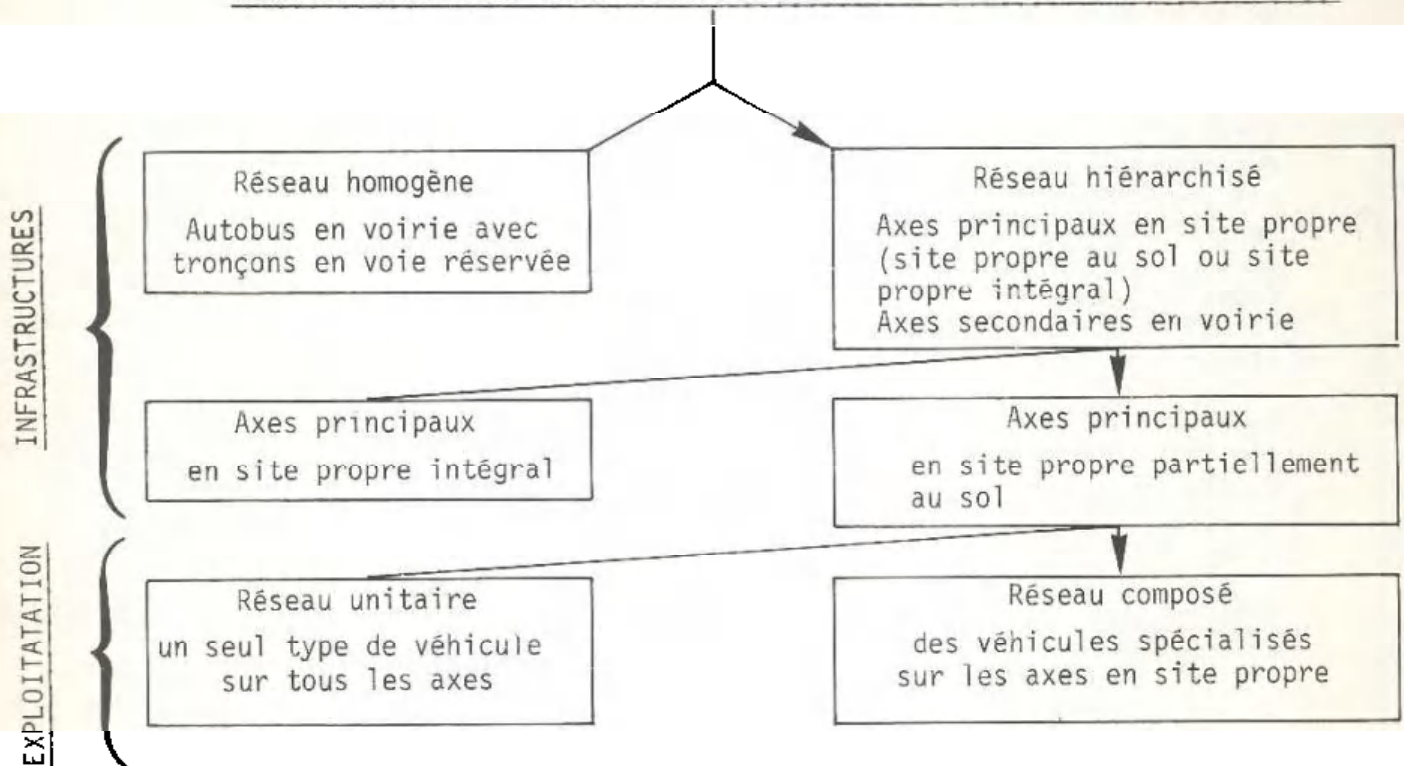 INFRASTRUCTURES
Réseau homogène
Autobus en voirie avec
tronçons en voie réservée
Réseau hiérarchisé
Axes principaux en site propre
(site propre au sol ou site
propre intégral)
Axes secondaires en voirie
Axes principaux
en site propre intégral
Axes principaux
en site propre partiellement
au sol
EXPLOITATATION
Réseau unitaire
un seul type de véhicule
sur tous les axes
Réseau composé
des véhicules spécialisés
sur les axes en site propre